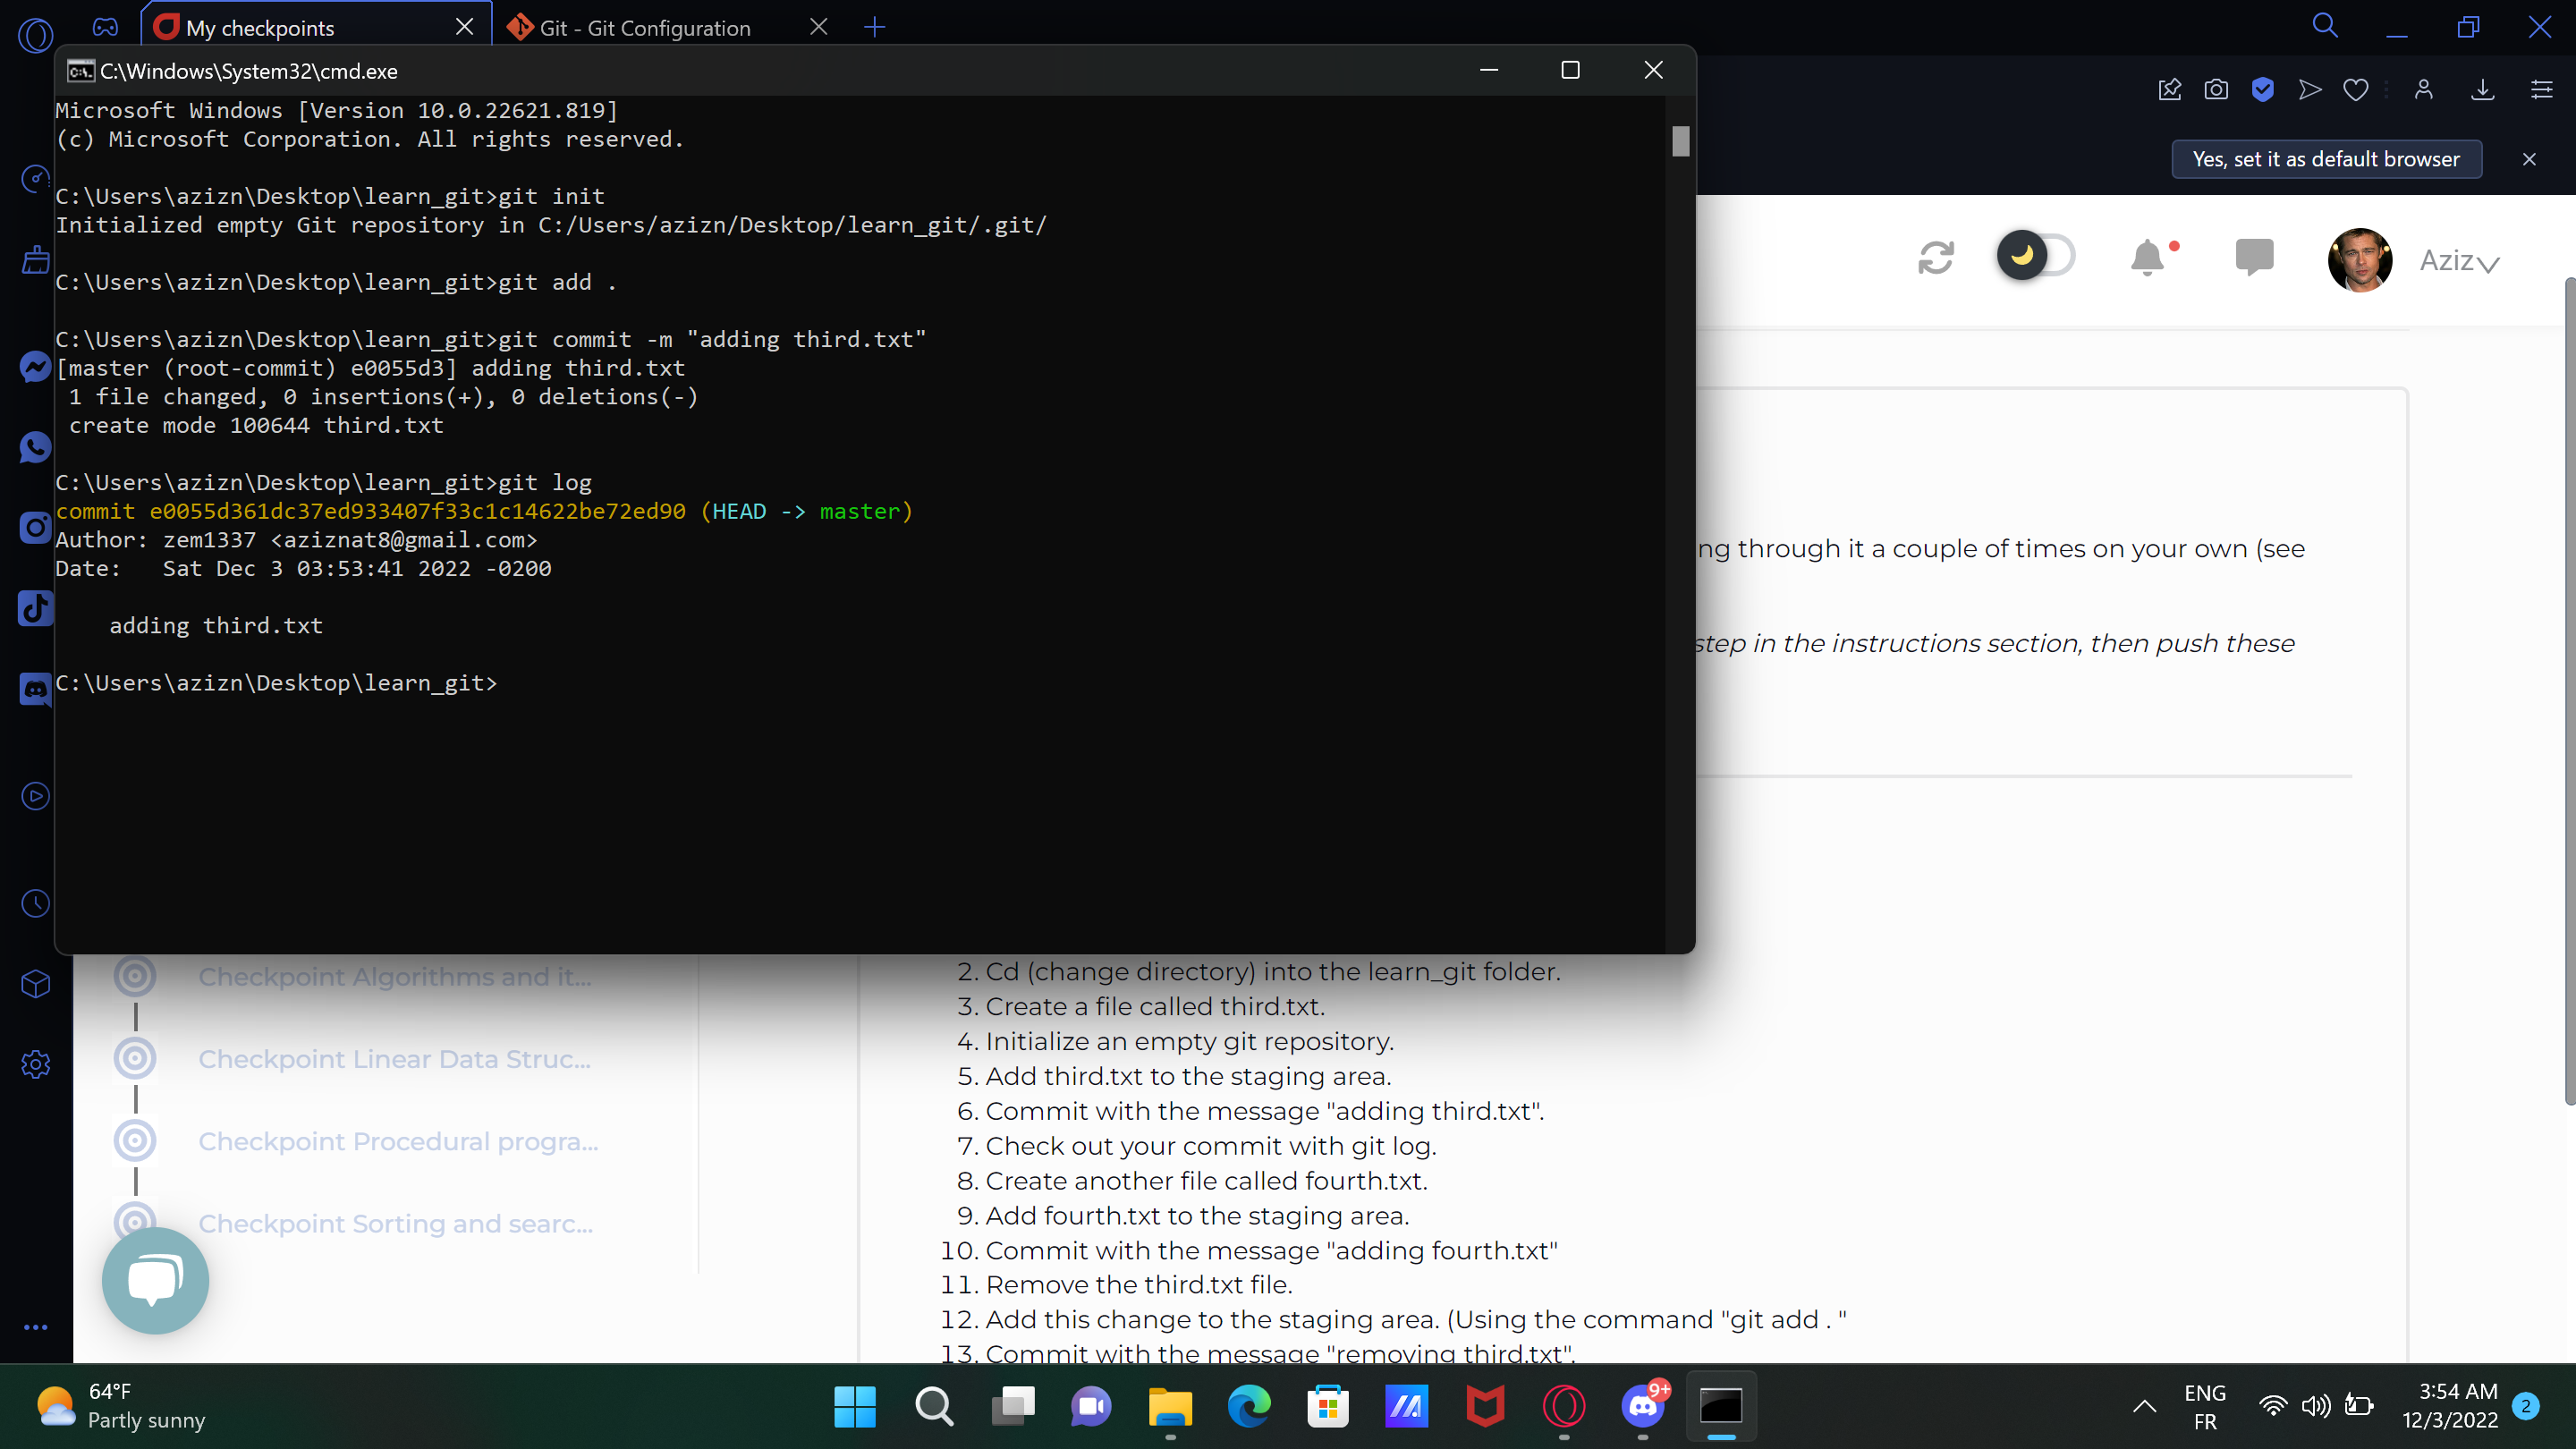 My checkpoints
Git - Git Configuration
C:\Windows\System32\cmd.exe
Microsoft Windows [Version 10.0.22621.819]
(c) Microsoft Corporation. All rights reserved.
C:\Users\azizn\Desktop\learn_git>git init
Initialized empty Git repository in C:/Users/azizn/Desktop/learn_git/.git/
C:\Users\azizn\Desktop\learn_git>git add .
C:\Users\azizn\Desktop\learn_git>git commit -m "adding third.txt"
[master (root-commit) e0055d3] adding third.txt
1 file changed, 0 insertions(+), 0 deletions(-)
create mode 100644 third.txt
C:\Users\azizn\Desktop\learn_git>git log
commit e0055d361dc37ed933407f33c1c14622be72ed90 (HEAD -> master)
Author: zem1337 <aziznat8@gmail.com>
Date:   Sat Dec 3 03:53:41 2022 -0200
adding third.txt
C:\Users\azizn\Desktop\learn_git>
Yes, set it as default browser
Aziz
ng through it a couple of times on your own (see
step in the instructions section, then push these
Checkpoint Algorithms and it...
Checkpoint Linear Data Struc...
Checkpoint Procedural progra...
Checkpoint Sorting and searc...
2. Cd (change directory) into the learn_git folder.
3. Create a file called third.txt.
4. Initialize an empty git repository.
5. Add third.txt to the staging area.
6. Commit with the message "adding third.txt".
7. Check out your commit with git log.
8. Create another file called fourth.txt.
9. Add fourth.txt to the staging area.
10. Commit with the message "adding fourth.txt"
11. Remove the third.txt file.
12. Add this change to the staging area. (Using the command "git add . "
13. Commit with the message "removing third.txt".
64°F
Partly sunny
9+
ENG
FR
3:54 AM
12/3/2022
2